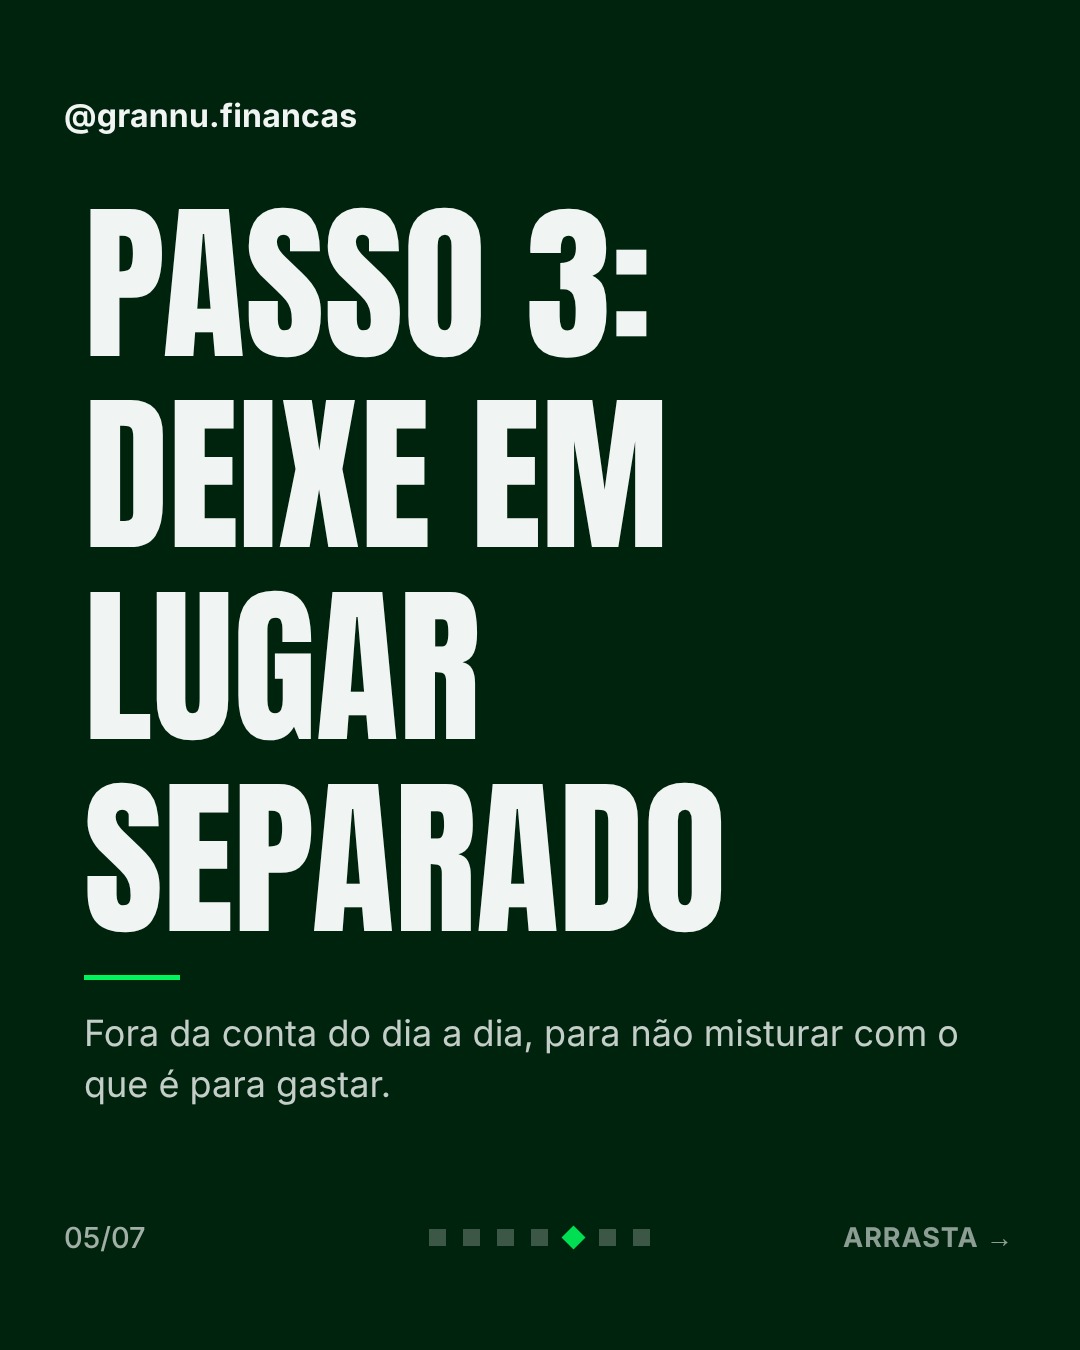 @grannu.financas
PASSO 3:
DEIXE EM
LUGAR
SEPARADO
Fora da conta do dia a dia, para não misturar com o
que é para gastar.
05/07
ARRASTA →